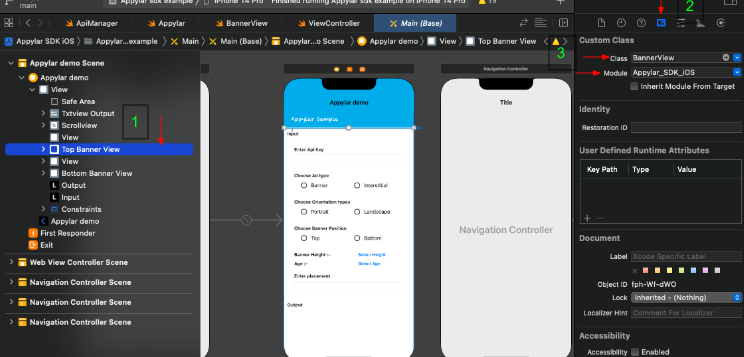 main
Appylar sdk example
iPhone 14 Pro
Finished running Appylar sdk example on iPhone 14 Pro
19
2
ApiManager
Appylar
BannerView
ViewController
Main (Base)
Appylar SDK iOS
Appylar...example
Main
Main (Base)
Appylar...o Scene
Appylar demo
View
Top Banner View
3
Appylar demo Scene
Appylar demo
View
Safe Area
Txtview Output
Scrollview
View
Top Banner View
View
Bottom Banner View
L Output
L Input
Constraints
Appylar demo
First Responder
Exit
Web View Controller Scene
Navigation Controller Scene
Navigation Controller Scene
Navigation Controller Scene
1
Appylar demo
Appylar Sample
Input
Enter Api Key
Choose Ad type
Banner
Interstitial
Choose Orientation types
Portrait
Landscape
Choose Banner Position
Top
Bottom
Banner Height :-
Select Height
Age :-
Select Age
Enter placement
Output
Navigation Controller
Title
Navigation Controller
Custom Class
Class BannerView
Module Appylar_SDK_iOS
Inherit Module From Target
Identity
Restoration ID
User Defined Runtime Attributes
Key Path Type Value
Document
Label Xcode Specific Label
Object ID fph-Wf-dWO
Lock Inherited - (Nothing)
Localizer Hint Comment For Localizer
Accessibility
Accessibility Enabled